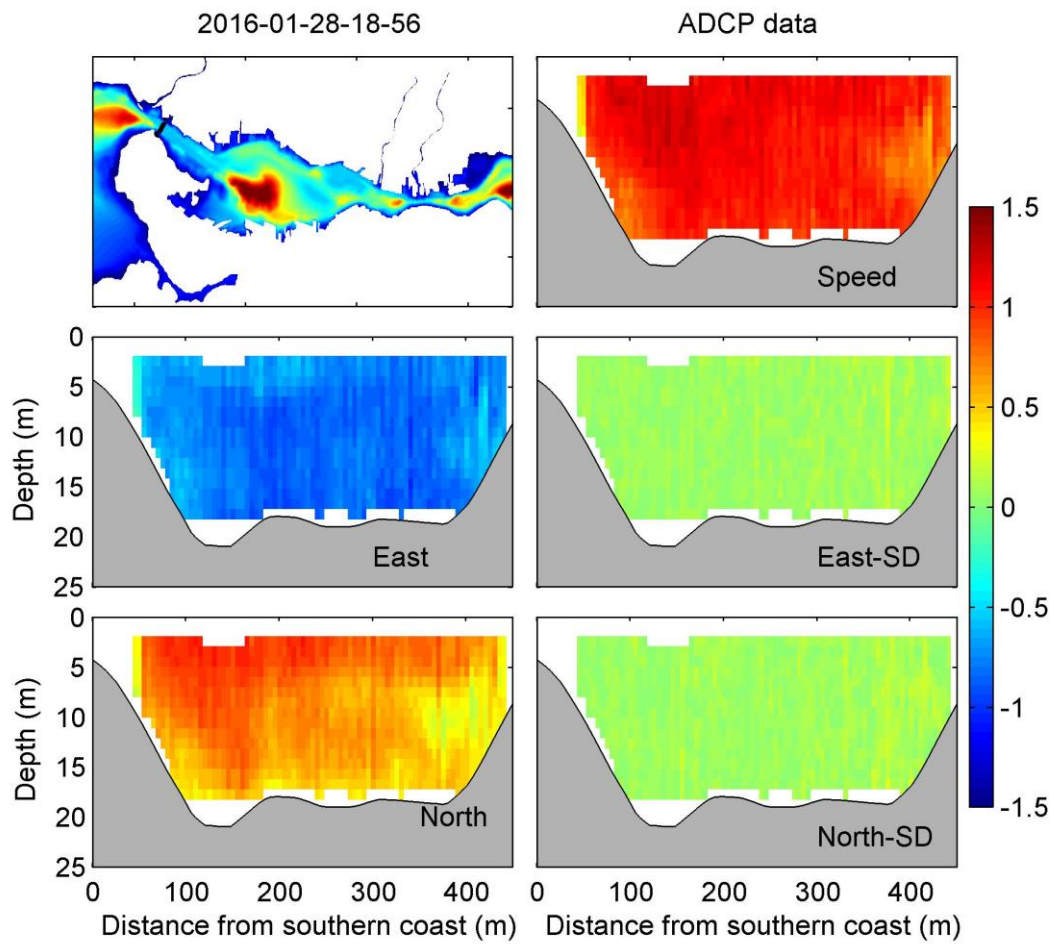 2016-01-28-18-56
ADCP data
Speed
1.5
1
0.5
0
-0.5
-1
-1.5
0
5
10
15
20
25
Depth (m)
East
East-SD
0
5
10
15
20
25
Depth (m)
North
North-SD
0 100 200 300 400
0 100 200 300 400
Distance from southern coast (m)
Distance from southern coast (m)